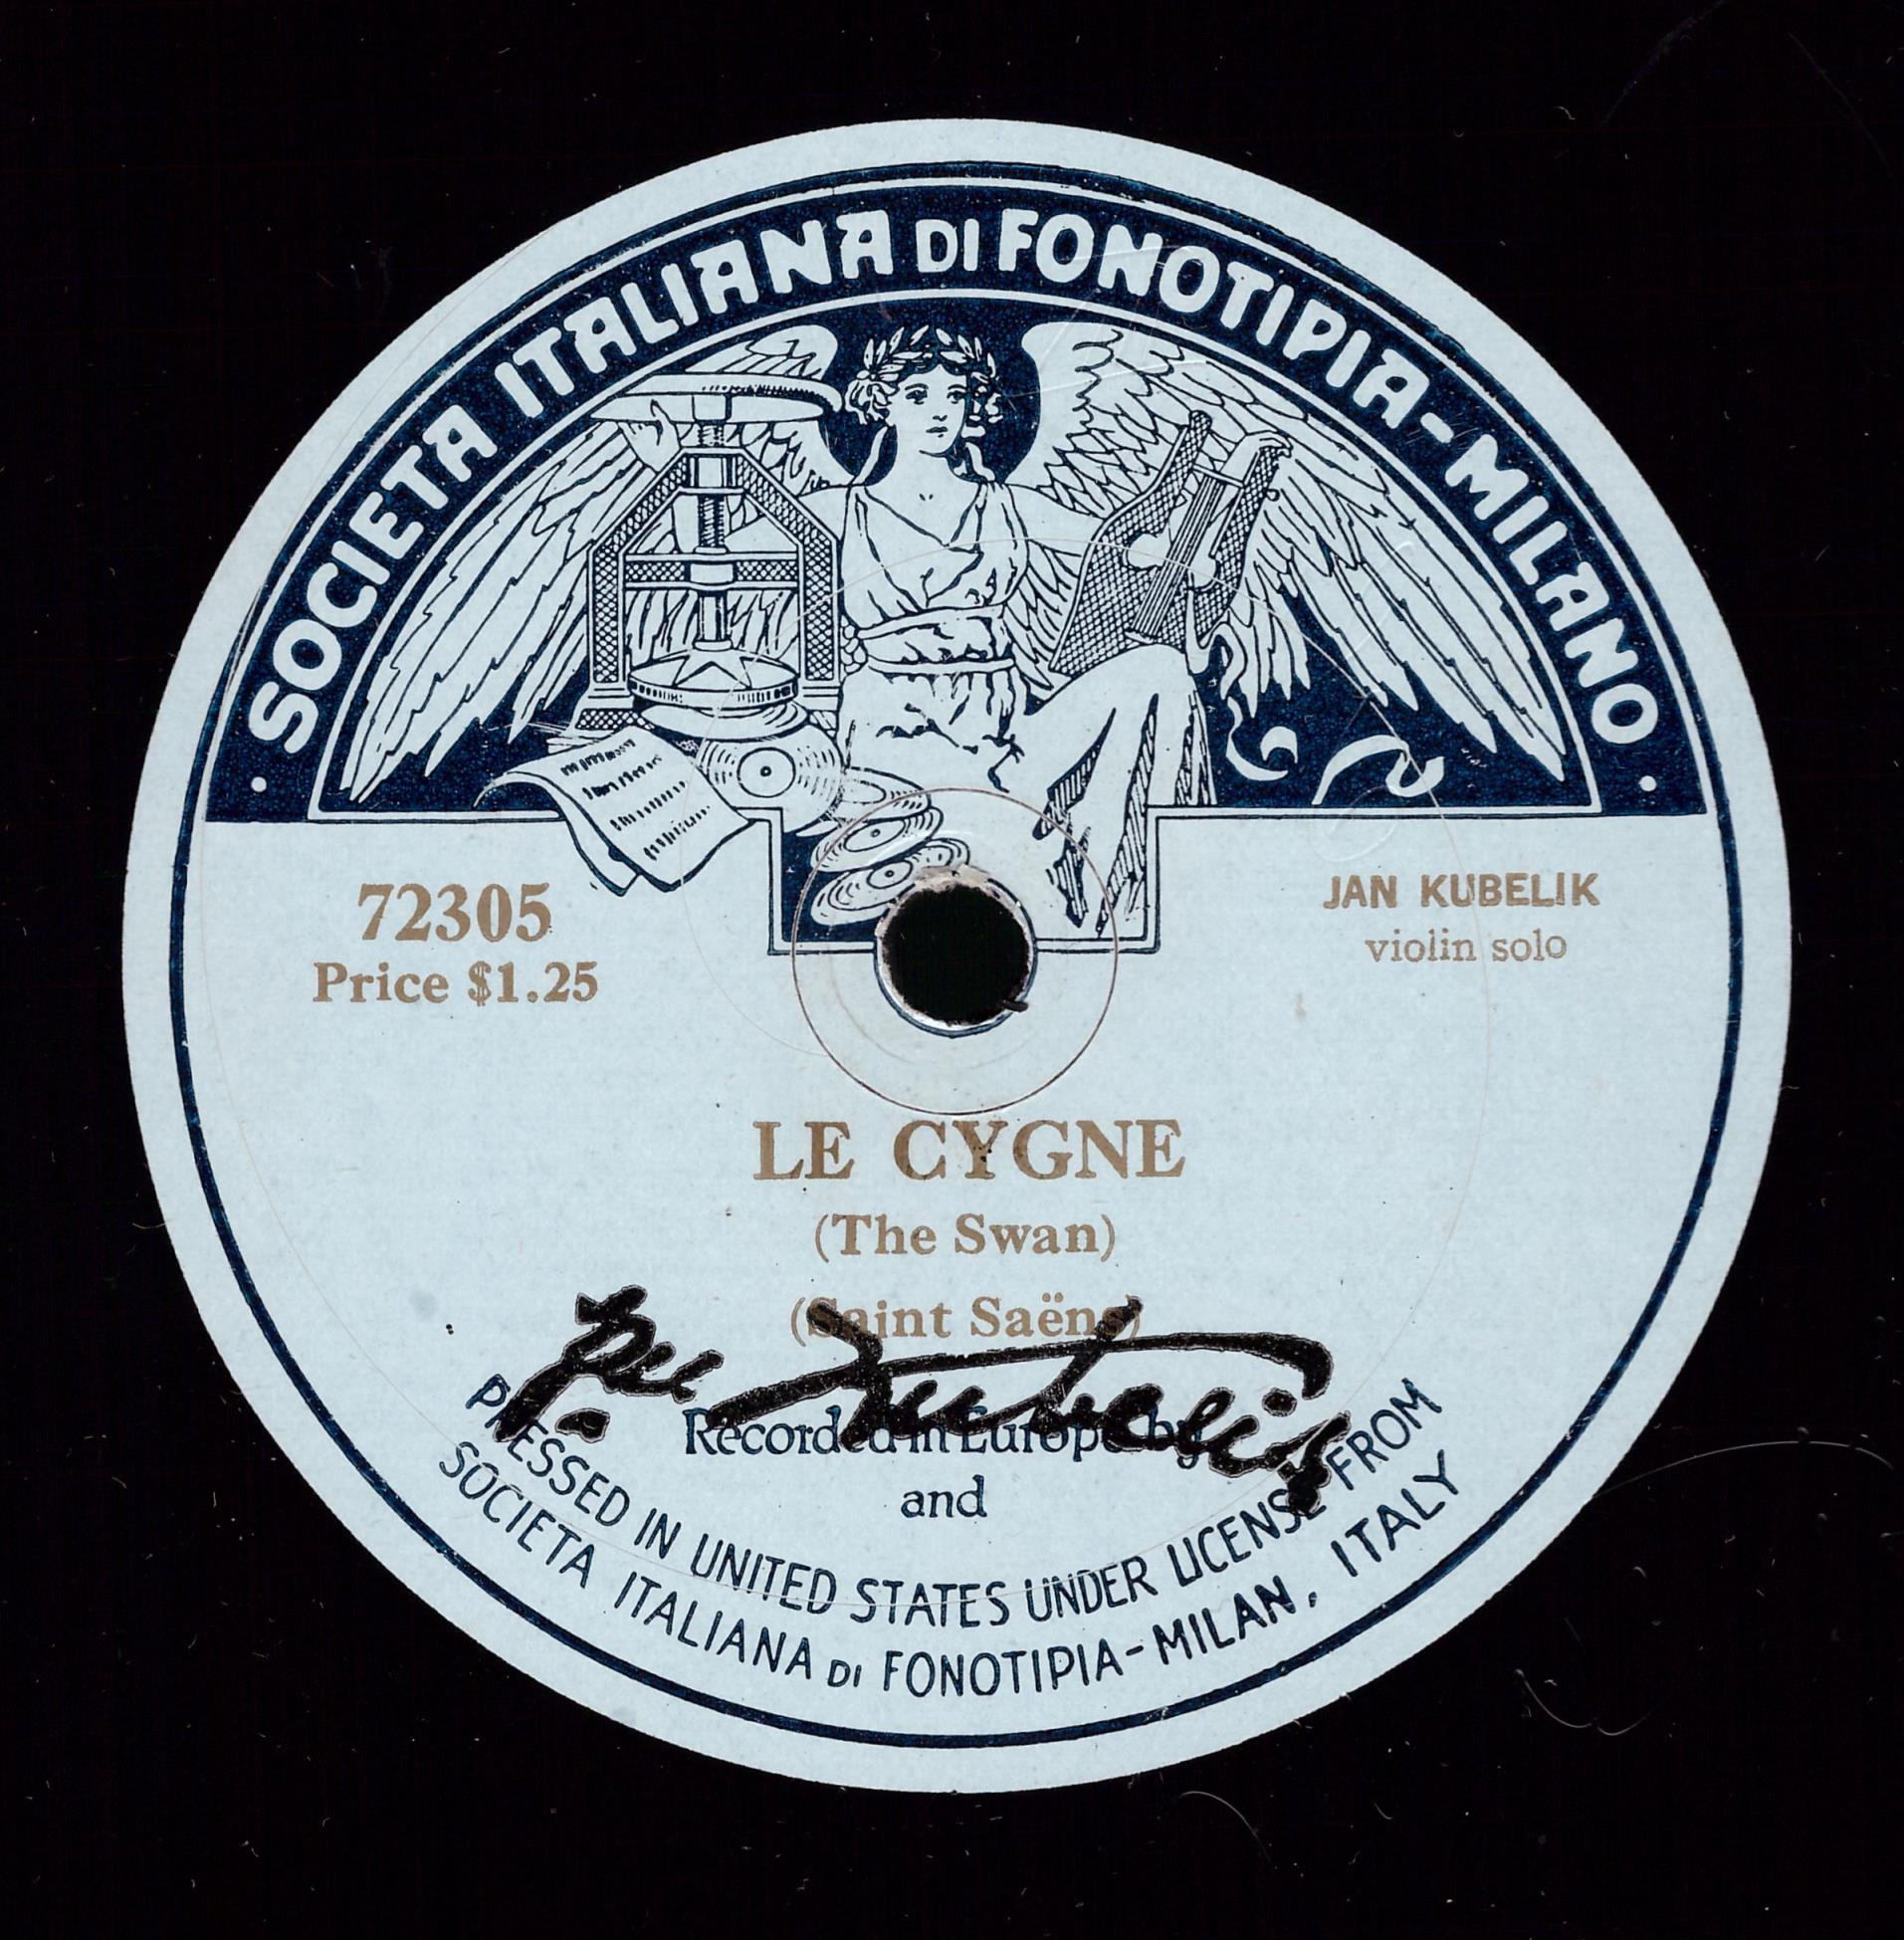 SOCIETA ITALIANA DI FONOTIPIA-MILANO
72305
Price $1.25
JAN KUBELIK
violin solo
LE CYGNE
(The Swan)
(Saint Saëns)
Kubelik
Recorded in Europe by
and
PRESSED IN UNITED STATES UNDER LICENSE FROM
SOCIETA ITALIANA DI FONOTIPIA-MILAN, ITALY